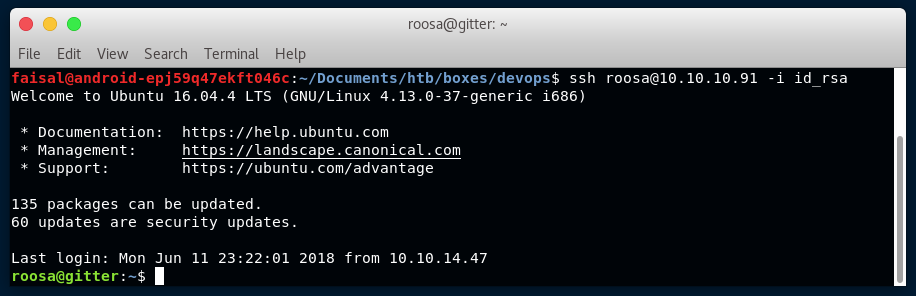 roosa@gitter: ~
File Edit View Search Terminal Help
faisal@android-epj59q47ekft046c:~/Documents/htb/boxes/devops$ ssh roosa@10.10.10.91 -i id_rsa
Welcome to Ubuntu 16.04.4 LTS (GNU/Linux 4.13.0-37-generic i686)
* Documentation: https://help.ubuntu.com
* Management: https://landscape.canonical.com
* Support: https://ubuntu.com/advantage
135 packages can be updated.
60 updates are security updates.
Last login: Mon Jun 11 23:22:01 2018 from 10.10.14.47
roosa@gitter:~$